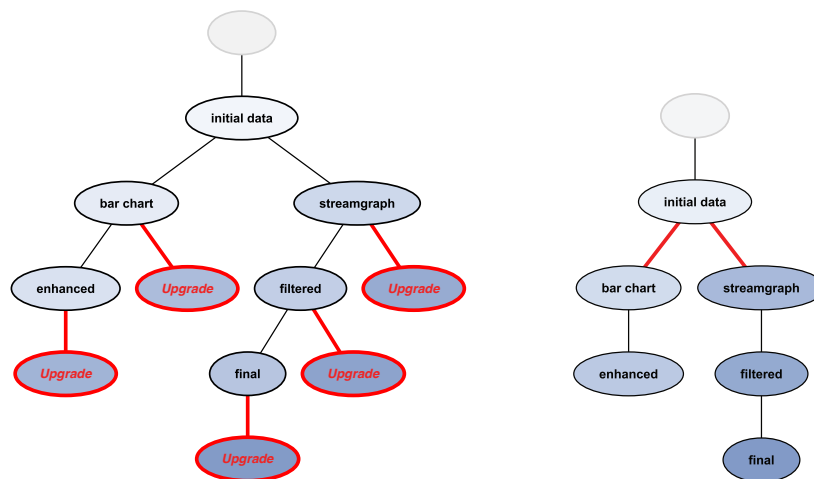 initial data
bar chart
streamgraph
enhanced
Upgrade
filtered
Upgrade
Upgrade
final
Upgrade
Upgrade
initial data
bar chart
streamgraph
enhanced
filtered
final